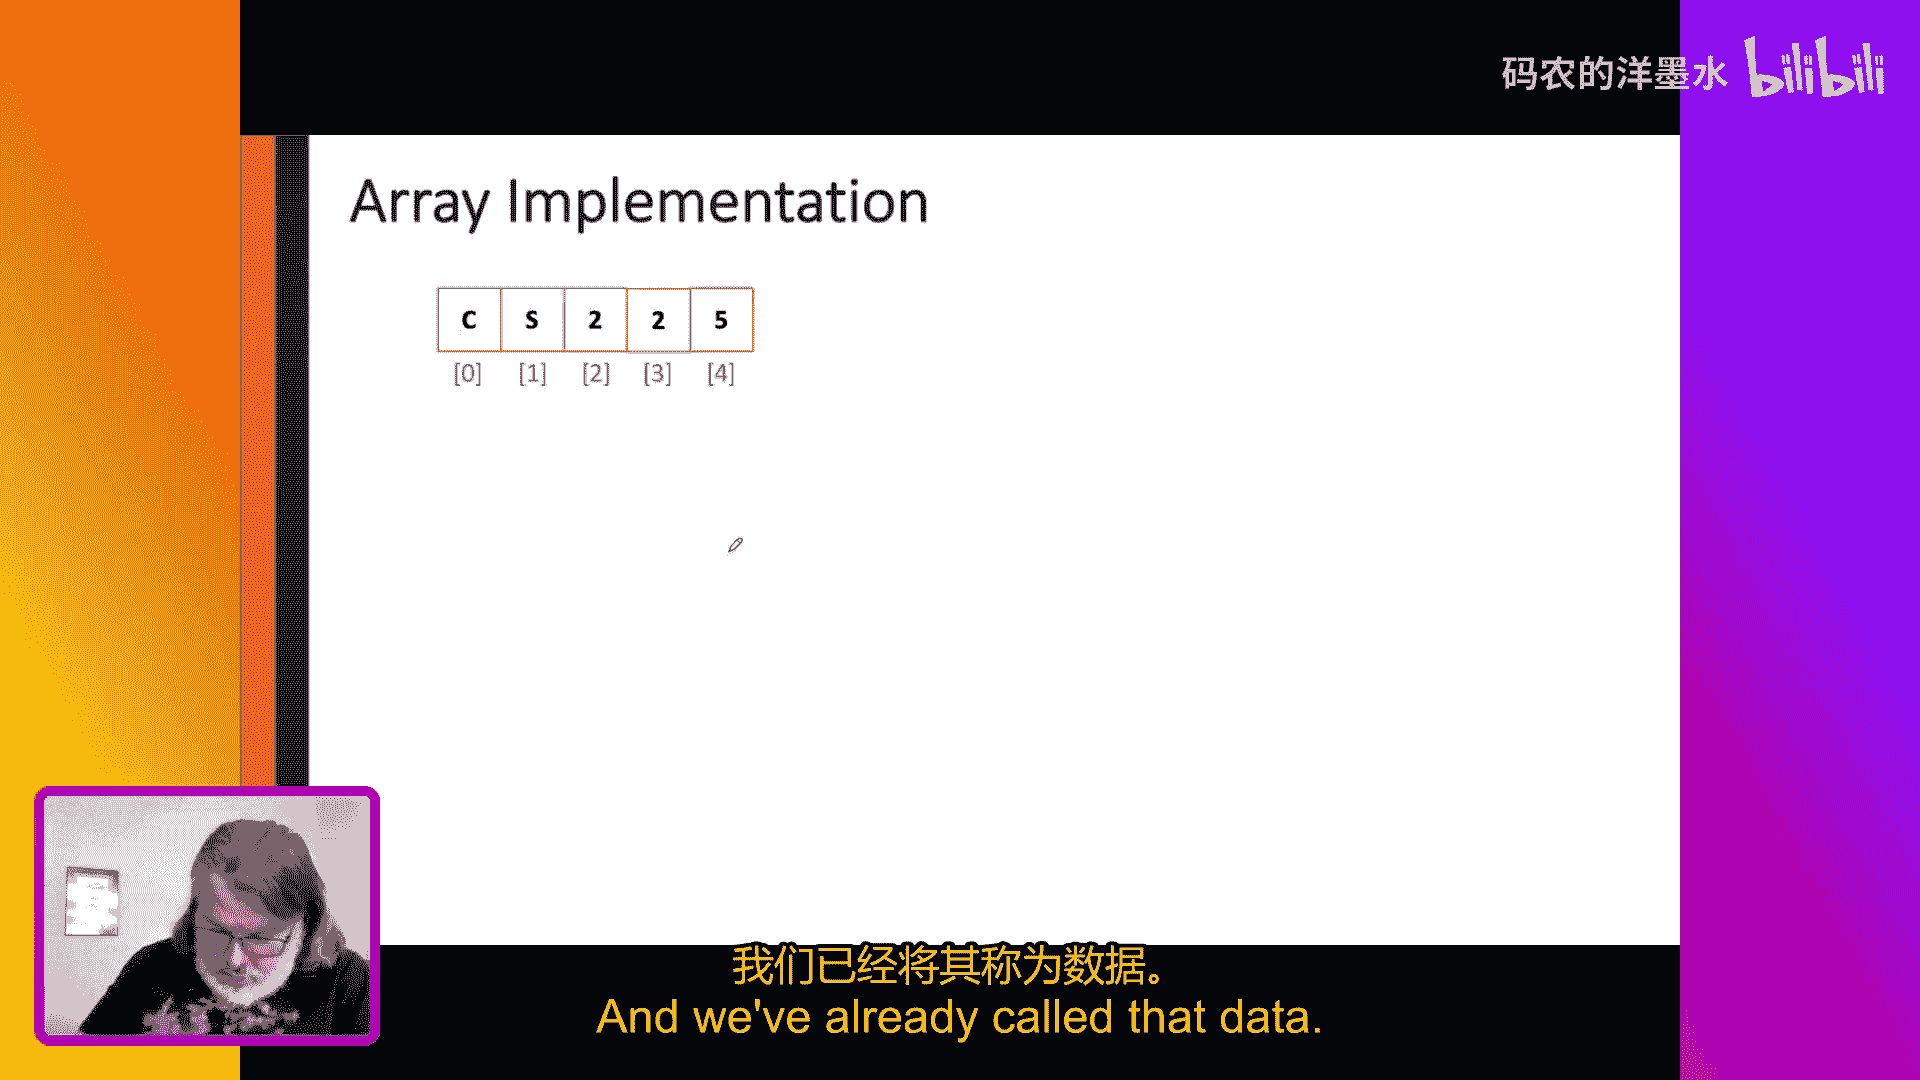 码农的洋墨水 bilibili
Array Implementation
C S 2 2 5
[0] [1] [2] [3] [4]
我们已经将其称为数据。
And we've already called that data.